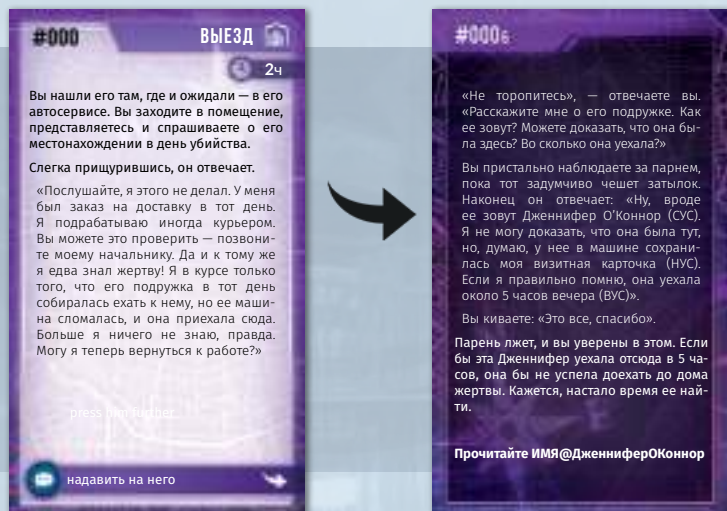 #000
ВЫЕЗД
2ч
Вы нашли его там, где и ожидали — в его
автосервисе. Вы заходите в помещение,
представляетесь и спрашиваете о его
местонахождении в день убийства.
Слегка прищурившись, он отвечает.
«Послушайте, я этого не делал. У меня
был заказ на доставку в тот день.
Я подрабатываю иногда курьером.
Вы можете это проверить — позвони-
те моему начальнику. Да и к тому же
я едва знал жертву! Я в курсе только
того, что его подружка в тот день
собиралась ехать к нему, но ее маши-
на сломалась, и она приехала сюда.
Больше я ничего не знаю, правда.
Могу я теперь вернуться к работе?»
press him further
надавить на него
#000б
«Не торопитесь», — отвечаете вы.
«Расскажите мне о его подружке. Как
ее зовут? Можете доказать, что она бы-
ла здесь? Во сколько она уехала?»
Вы пристально наблюдаете за парнем,
пока тот задумчиво чешет затылок.
Наконец он отвечает: «Ну, вроде
ее зовут Дженнифер О’Коннор (СУС).
Я не могу доказать, что она была тут,
но, думаю, у нее в машине сохрани-
лась моя визитная карточка (НУС).
Если я правильно помню, она уехала
около 5 часов вечера (ВУС)».
Вы киваете: «Это все, спасибо».
Парень лжет, и вы уверены в этом. Если
бы эта Дженнифер уехала отсюда в 5 ча-
сов, она бы не успела доехать до дома
жертвы. Кажется, настало время ее най-
ти.
Прочитайте ИМЯ@ДженниферОКоннор